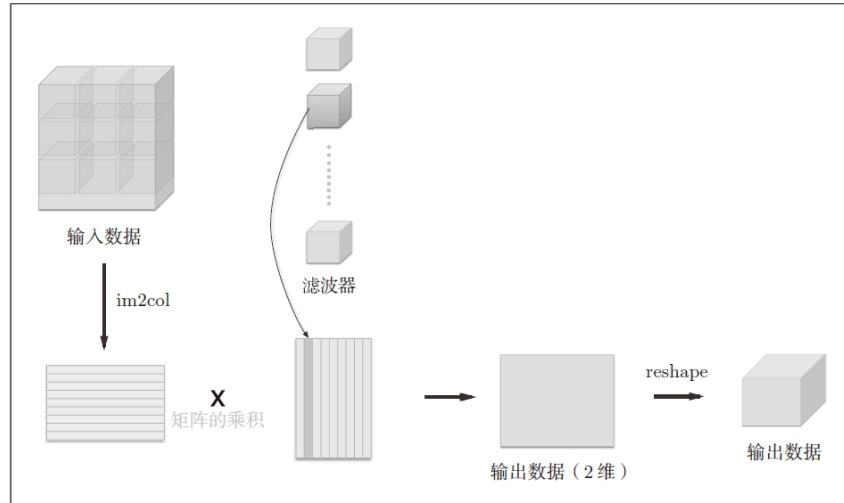 输入数据
滤波器
im2col
X
矩阵的乘积
reshape
输出数据（2 维）
输出数据